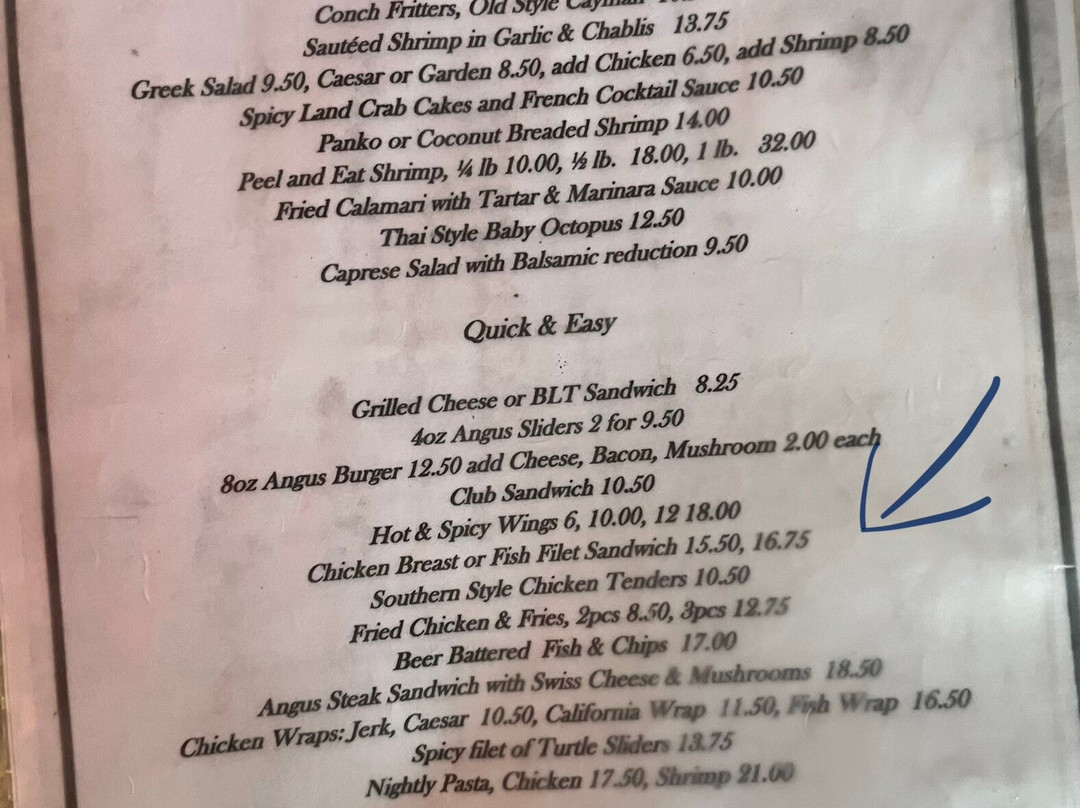 Conch Fritters, Old Style Cayman
Sautéed Shrimp in Garlic & Chablis 13.75
Greek Salad 9.50, Caesar or Garden 8.50, add Chicken 6.50, add Shrimp 8.50
Spicy Land Crab Cakes and French Cocktail Sauce 10.50
Panko or Coconut Breaded Shrimp 14.00
Peel and Eat Shrimp, ¼ lb 10.00, ½ lb. 18.00, 1 lb. 32.00
Fried Calamari with Tartar & Marinara Sauce 10.00
Thai Style Baby Octopus 12.50
Caprese Salad with Balsamic reduction 9.50
Quick & Easy
Grilled Cheese or BLT Sandwich 8.25
4oz Angus Sliders 2 for 9.50
8oz Angus Burger 12.50 add Cheese, Bacon, Mushroom 2.00 each
Club Sandwich 10.50
Hot & Spicy Wings 6, 10.00, 12 18.00
Chicken Breast or Fish Filet Sandwich 15.50, 16.75
Southern Style Chicken Tenders 10.50
Fried Chicken & Fries, 2pcs 8.50, 3pcs 12.75
Beer Battered Fish & Chips 17.00
Angus Steak Sandwich with Swiss Cheese & Mushrooms 18.50
Chicken Wraps: Jerk, Caesar 10.50, California Wrap 11.50, Fish Wrap 16.50
Spicy filet of Turtle Sliders 13.75
Nightly Pasta, Chicken 17.50, Shrimp 21.00